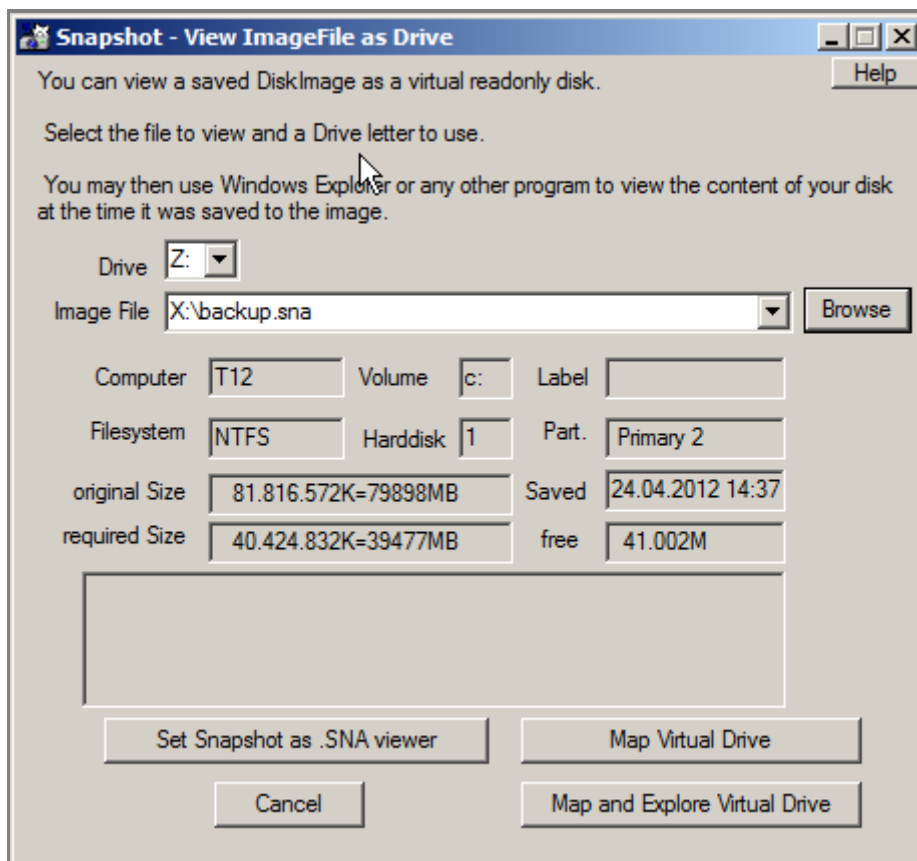 Snapshot - View ImageFile as Drive
Help
You can view a saved DiskImage as a virtual readonly disk.
Select the file to view and a Drive letter to use.
You may then use Windows Explorer or any other program to view the content of your disk
at the time it was saved to the image.
Drive Z:
Image File X:\backup.sna Browse
Computer T12 Volume c: Label
Filesystem NTFS Harddisk 1 Part. Primary 2
original Size 81.816.572K=79898MB Saved 24.04.2012 14:37
required Size 40.424.832K=39477MB free 41.002M
Set Snapshot as .SNA viewer Map Virtual Drive
Cancel Map and Explore Virtual Drive